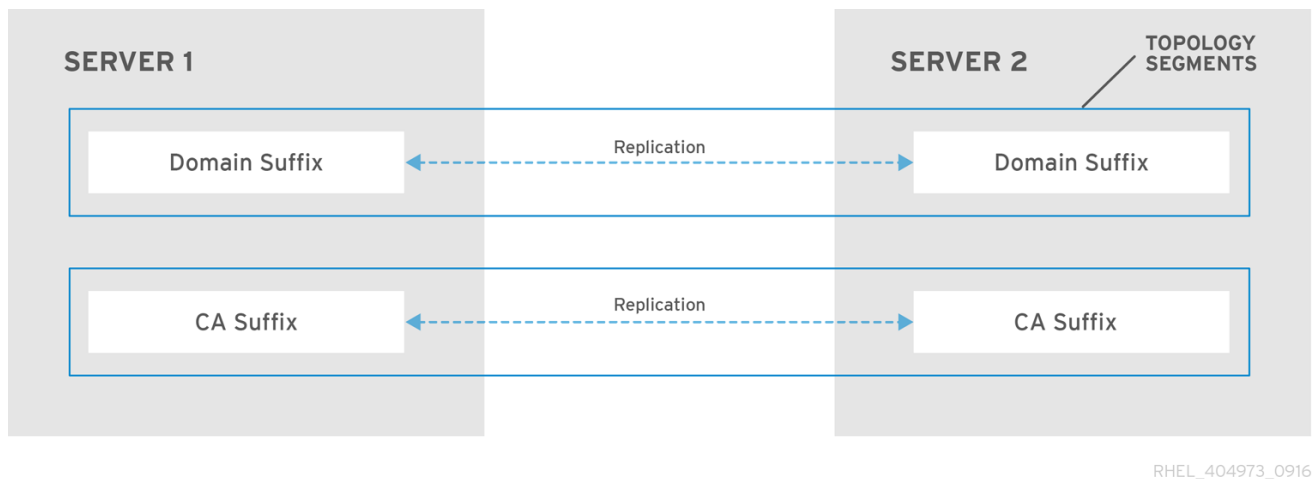 SERVER 1
SERVER 2
TOPOLOGY
SEGMENTS
Domain Suffix
Replication
Domain Suffix
CA Suffix
Replication
CA Suffix
RHEL_404973_0916